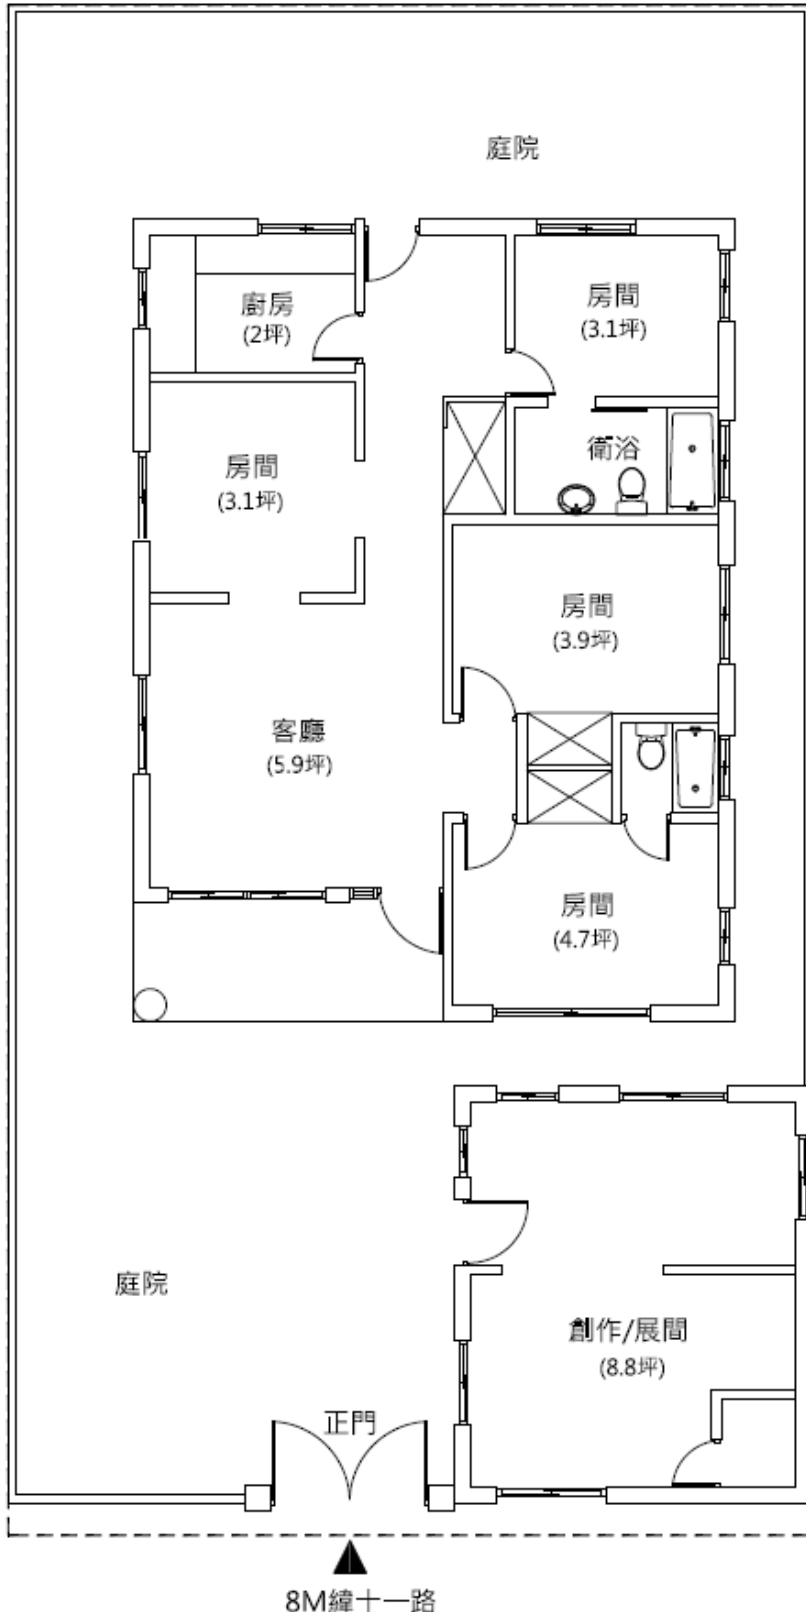 庭院
廚房
(2坪)
房間
(3.1坪)
房間
(3.1坪)
衛浴
房間
(3.9坪)
客廳
(5.9坪)
房間
(4.7坪)
庭院
創作/展間
(8.8坪)
正門
8M緯十一路